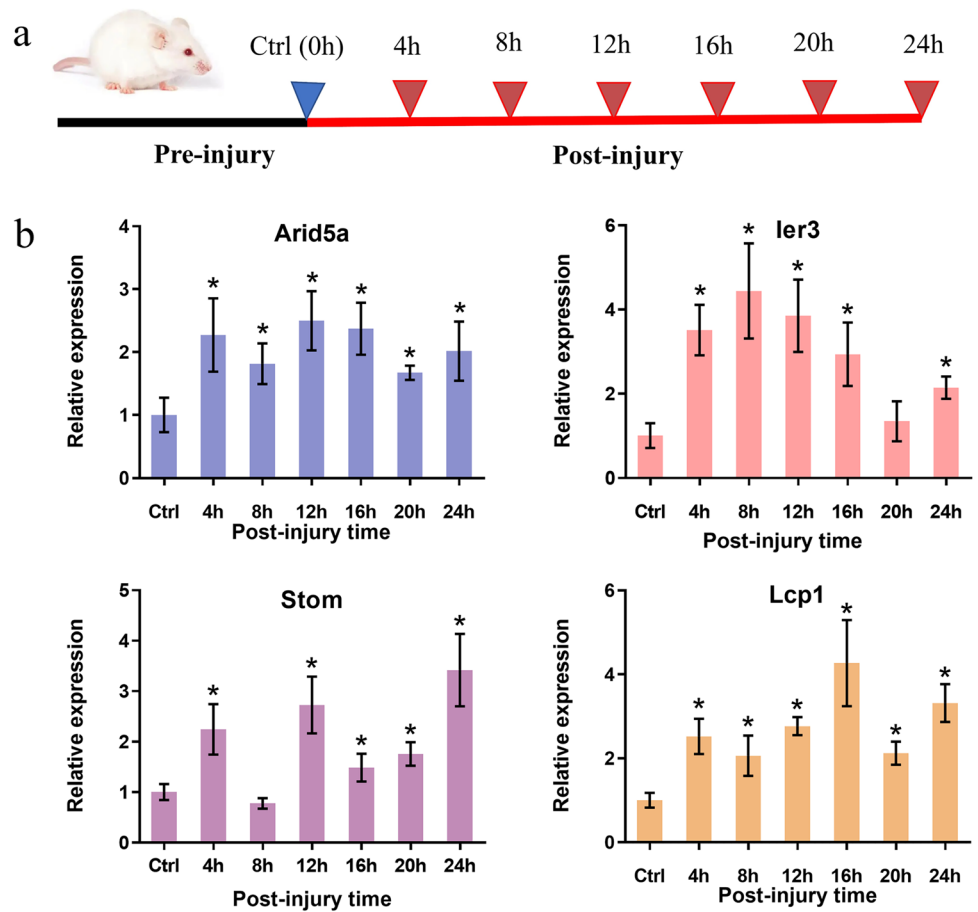 a
Ctrl (0h) 4h 8h 12h 16h 20h 24h
Pre-injury Post-injury
b
Arid5a
Relative expression
4
3
2
1
0
Ctrl 4h 8h 12h 16h 20h 24h
Post-injury time
* * * * * *
Ier3
Relative expression
6
4
2
0
Ctrl 4h 8h 12h 16h 20h 24h
Post-injury time
* * * * *
Stom
Relative expression
5
4
3
2
1
0
Ctrl 4h 8h 12h 16h 20h 24h
Post-injury time
* * * * *
Lcp1
Relative expression
6
4
2
0
Ctrl 4h 8h 12h 16h 20h 24h
Post-injury time
* * * * * *